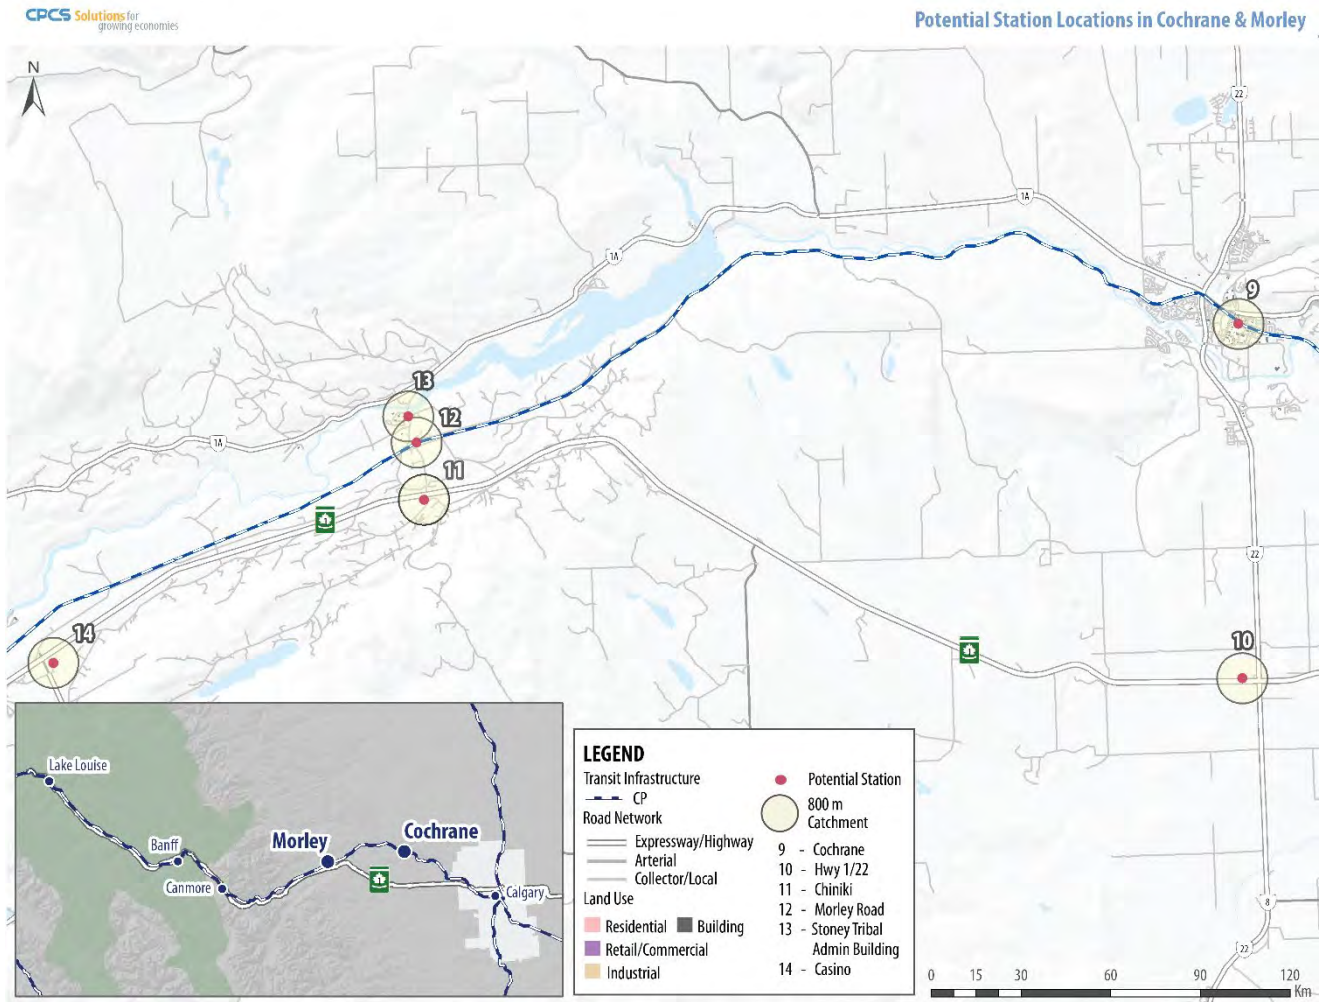 CPCS Solutions for
growing economies
Potential Station Locations in Cochrane & Morley
N
22
1A
9
1A
13
12
1A
11
1
22
14
1
10
LEGEND
Transit Infrastructure
CP
Road Network
Expressway/Highway
Arterial
Collector/Local
Land Use
Residential
Building
Retail/Commercial
Industrial
Potential Station
800 m
Catchment
9 - Cochrane
10 - Hwy 1/22
11 - Chiniki
12 - Morley Road
13 - Stoney Tribal
Admin Building
14 - Casino
Lake Louise
Banff
Canmore
Morley
Cochrane
1
Calgary
8
22
0 15 30 60 90 120
Km